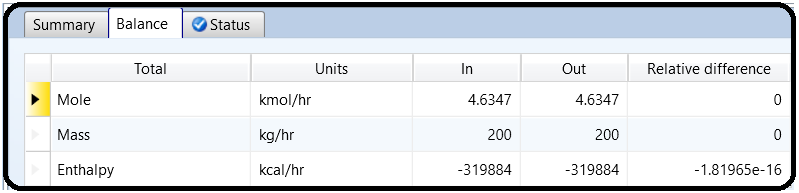 Summary Balance Status
Total Units In Out Relative difference
Mole kmol/hr 4.6347 4.6347 0
Mass kg/hr 200 200 0
Enthalpy kcal/hr -319884 -319884 -1.81965e-16